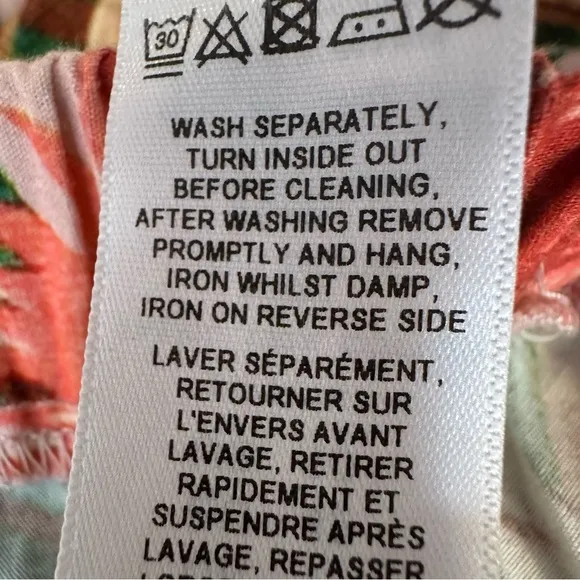 30
WASH SEPARATELY,
TURN INSIDE OUT
BEFORE CLEANING,
AFTER WASHING REMOVE
PROMPTLY AND HANG,
IRON WHILST DAMP,
IRON ON REVERSE SIDE
LAVER SÉPARÉMENT,
RETOURNER SUR
L'ENVERS AVANT
LAVAGE, RETIRER
RAPIDEMENT ET
SUSPENDRE APRÈS
LAVAGE, REPASSER